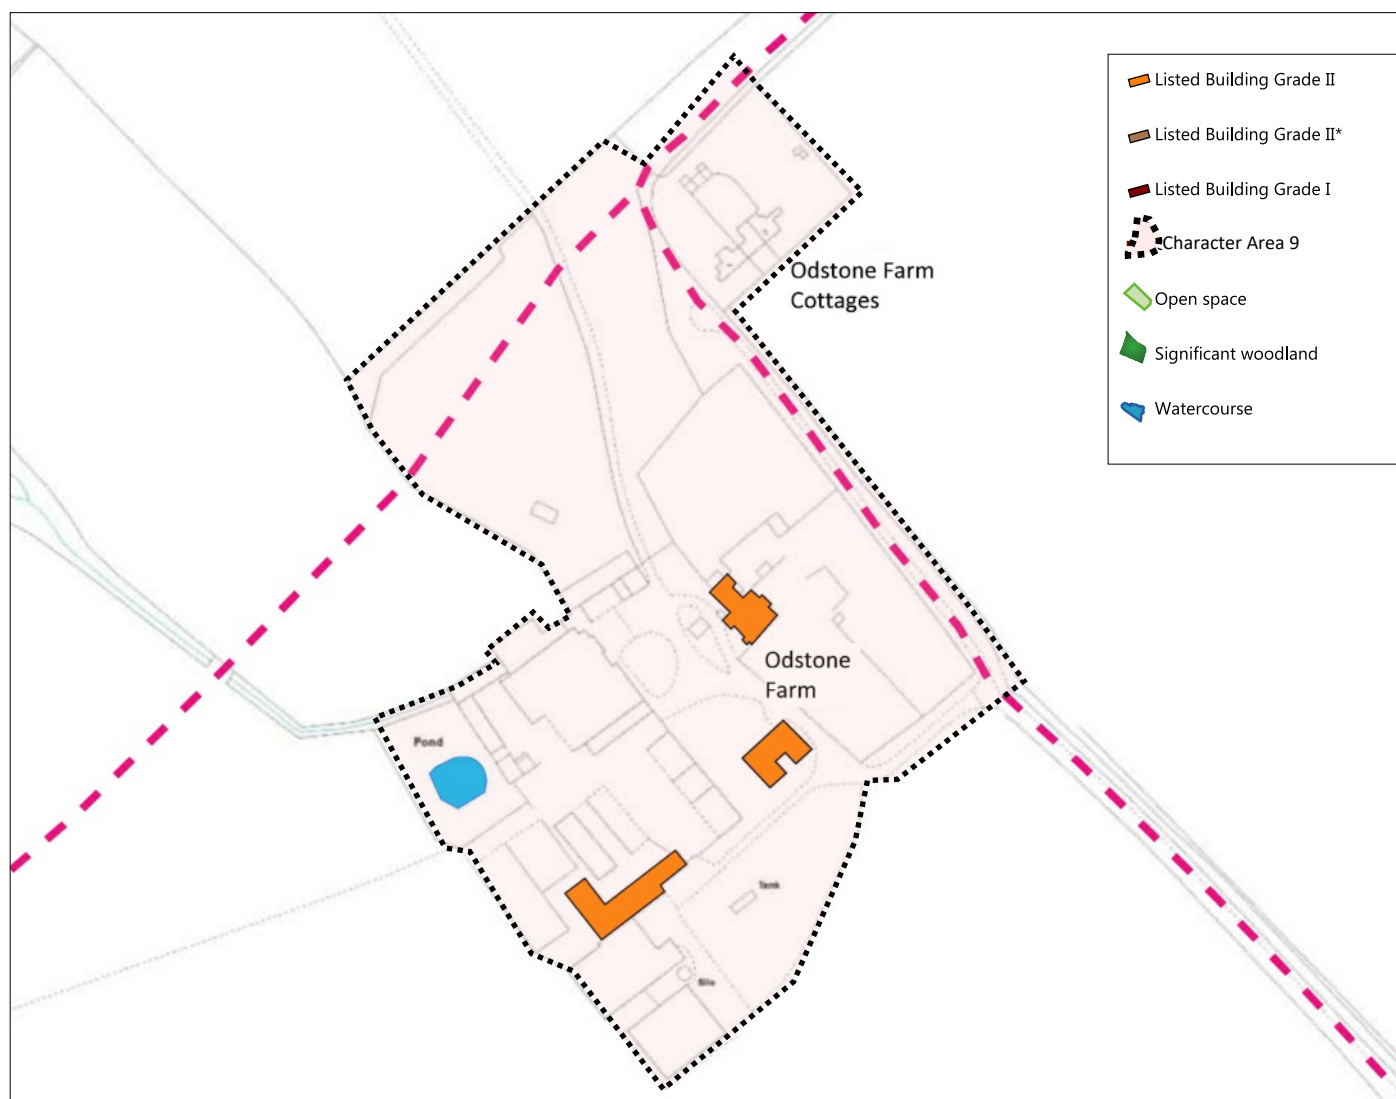 Listed Building Grade II
Listed Building Grade II*
Listed Building Grade I
Character Area 9
Open space
Significant woodland
Watercourse
Odstone Farm
Cottages
Odstone
Farm
Pond
Tank
Silo